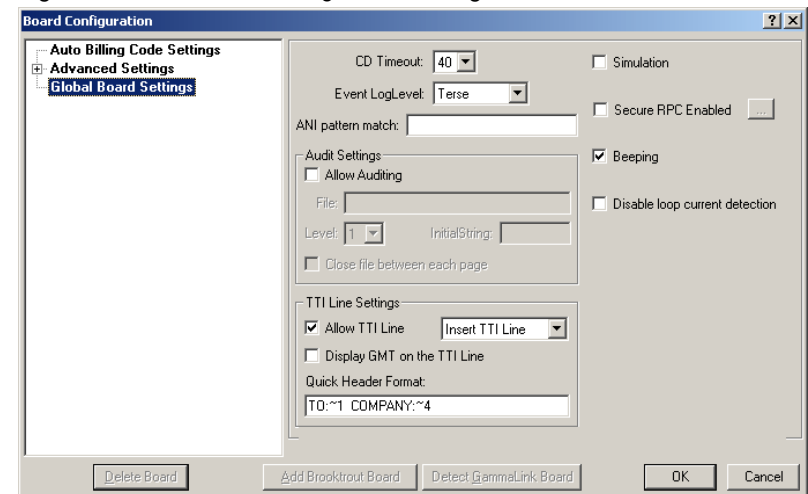 Board Configuration
Auto Billing Code Settings
Advanced Settings
Global Board Settings
CD Timeout: 40
Event LogLevel: Terse
ANI pattern match:
Audit Settings
Allow Auditing
File:
Level: 1 InitialString:
Close file between each page
TTI Line Settings
Allow TTI Line Insert TTI Line
Display GMT on the TTI Line
Quick Header Format:
TO:~1 COMPANY:~4
Simulation
Secure RPC Enabled ...
Beeping
Disable loop current detection
Delete Board Add Brooktrout Board Detect GammaLink Board OK Cancel